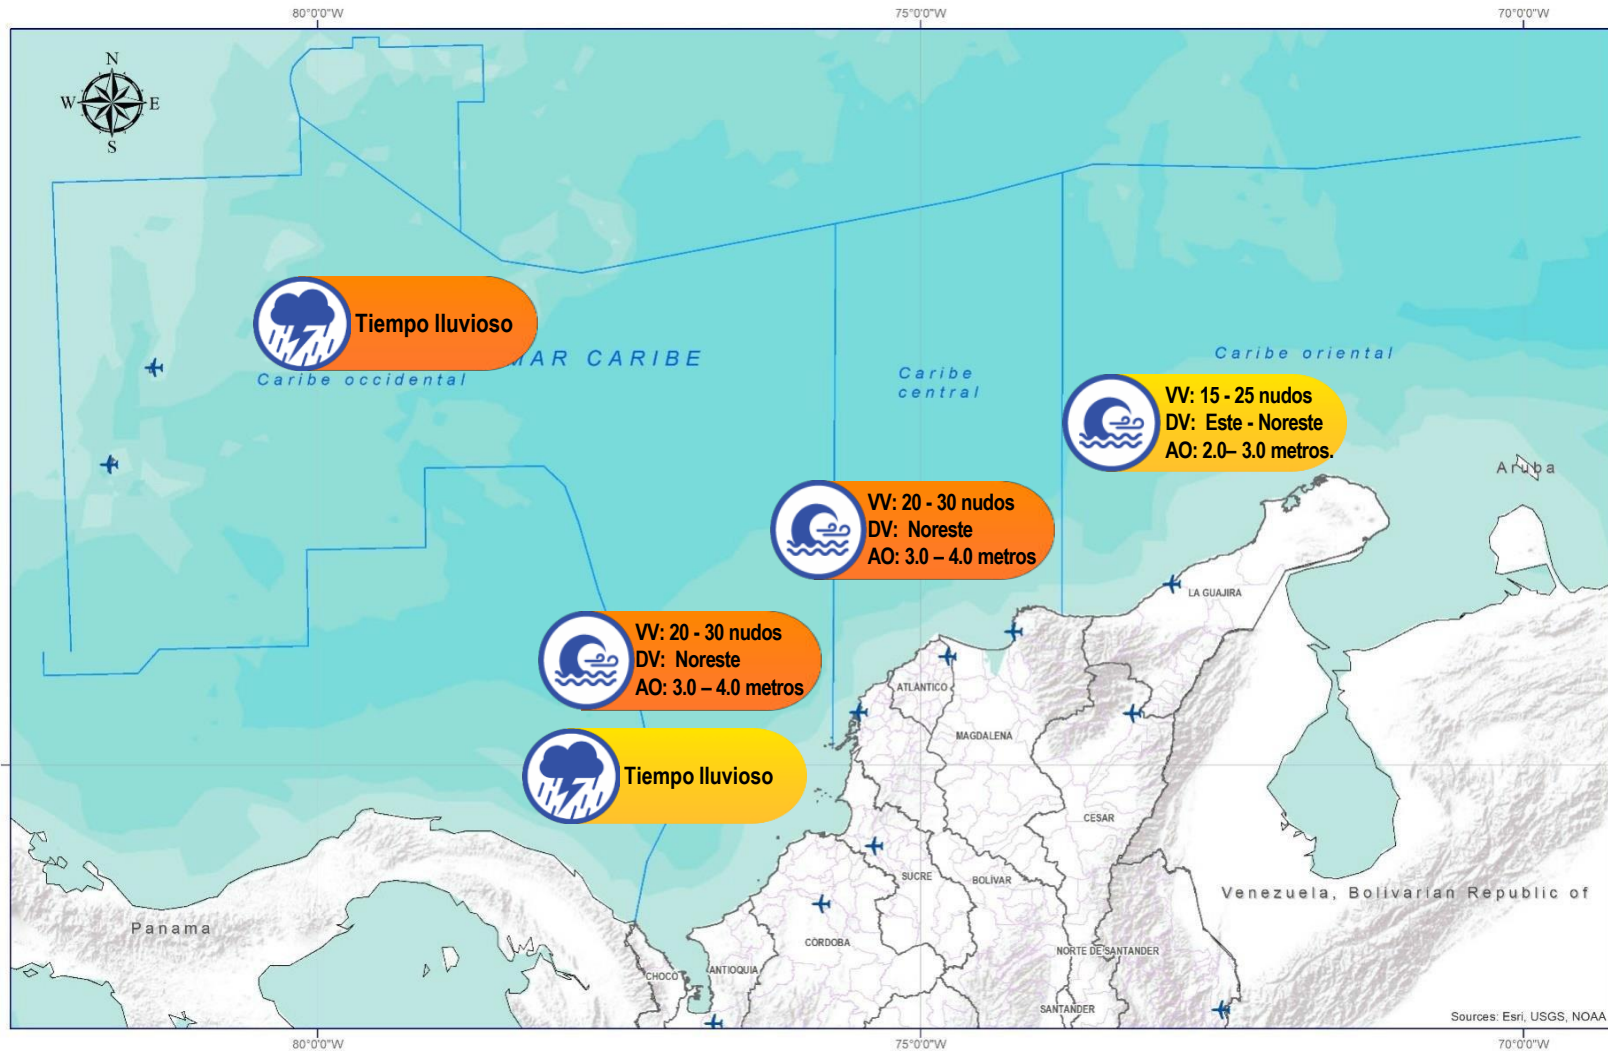 80°0'0"W
75°0'0"W
70°0'0"W
N
W
E
S
Tiempo lluvioso
MAR CARIBE
Caribe occidental
Caribe
central
Caribe oriental
VV: 15 - 25 nudos
DV: Este - Noreste
AO: 2.0– 3.0 metros.
Aruba
VV: 20 - 30 nudos
DV: Noreste
AO: 3.0 – 4.0 metros
LA GUAJIRA
VV: 20 - 30 nudos
DV: Noreste
AO: 3.0 – 4.0 metros
ATLÁNTICO
MAGDALENA
Tiempo lluvioso
CESAR
SUCRE
BOLÍVAR
Venezuela, Bolivarian Republic of
Panama
CÓRDOBA
NORTE DE SANTANDER
CHOCÓ
ANTIOQUIA
SANTANDER
Sources: Esri, USGS, NOAA
80°0'0"W
75°0'0"W
70°0'0"W